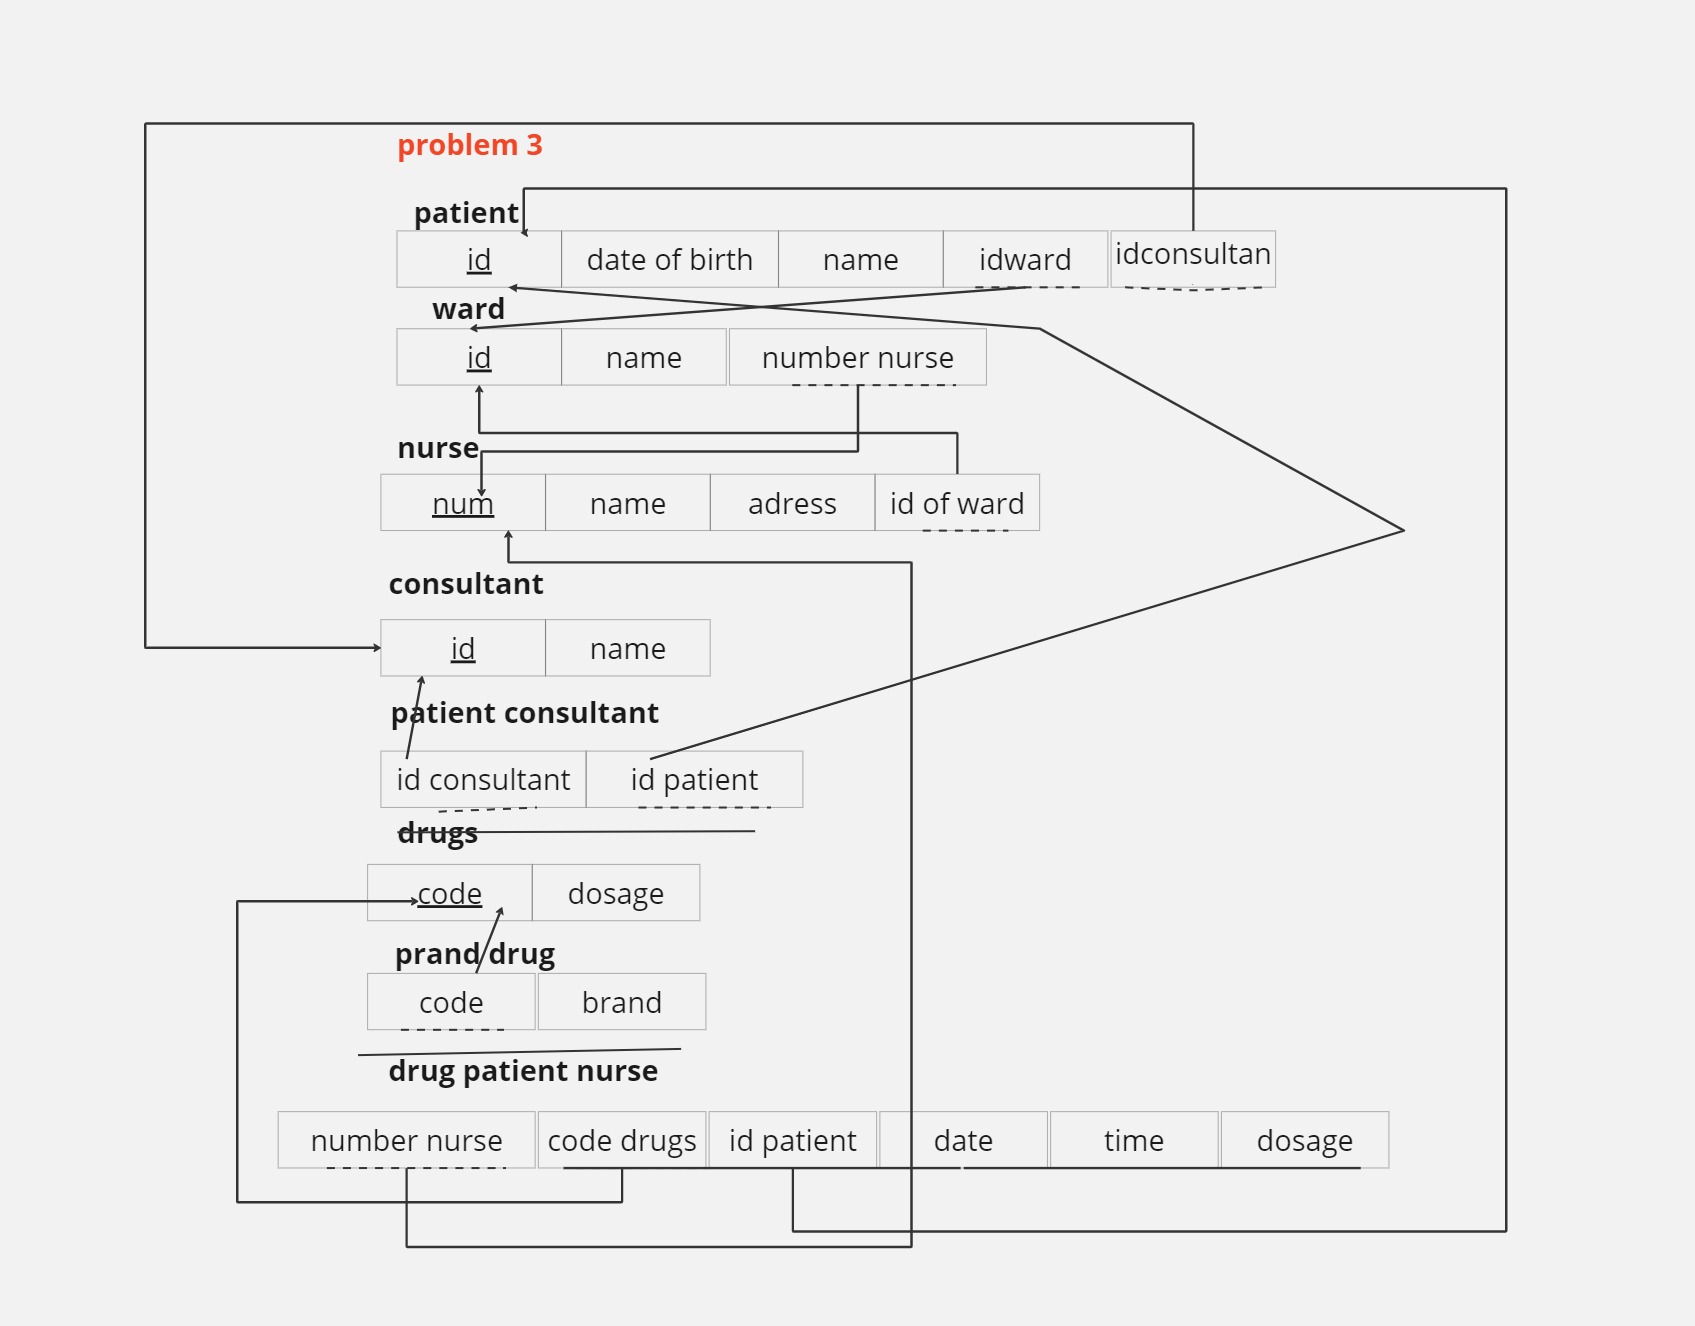 problem 3
patient
id date of birth name idward idconsultan
ward
id name number nurse
nurse
num name adress id of ward
consultant
id name
patient consultant
id consultant id patient
drugs
code dosage
prand drug
code brand
drug patient nurse
number nurse code drugs id patient date time dosage